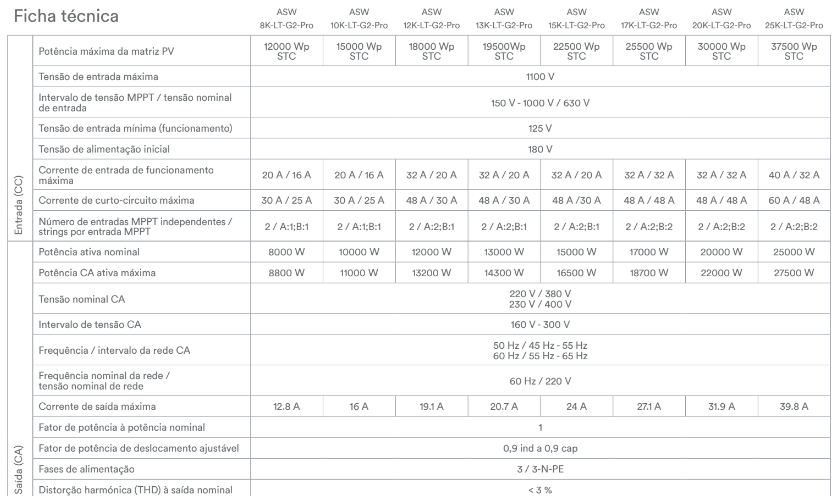 Ficha técnica
ASW 8K-LT-G2-Pro ASW 10K-LT-G2-Pro ASW 12K-LT-G2-Pro ASW 13K-LT-G2-Pro ASW 15K-LT-G2-Pro ASW 17K-LT-G2-Pro ASW 20K-LT-G2-Pro ASW 25K-LT-G2-Pro
Entrada (CC)
Potência máxima da matriz PV 12000 Wp STC 15000 Wp STC 18000 Wp STC 19500Wp STC 22500 Wp STC 25500 Wp STC 30000 Wp STC 37500 Wp STC
Tensão de entrada máxima 1100 V
Intervalo de tensão MPPT / tensão nominal de entrada 150 V - 1000 V / 630 V
Tensão de entrada mínima (funcionamento) 125 V
Tensão de alimentação inicial 180 V
Corrente de entrada de funcionamento máxima 20 A / 16 A 20 A / 16 A 32 A / 20 A 32 A / 20 A 32 A / 20 A 32 A / 32 A 32 A / 32 A 40 A / 32 A
Corrente de curto-circuito máxima 30 A / 25 A 30 A / 25 A 48 A / 30 A 48 A / 30 A 48 A /30 A 48 A / 48 A 48 A / 48 A 60 A / 48 A
Número de entradas MPPT independentes / strings por entrada MPPT 2 / A:1;B:1 2 / A:1;B:1 2 / A:2;B:1 2 / A:2;B:1 2 / A:2;B:1 2 / A:2;B:2 2 / A:2;B:2 2 / A:2;B:2
Saída (CA)
Potência ativa nominal 8000 W 10000 W 12000 W 13000 W 15000 W 17000 W 20000 W 25000 W
Potência CA ativa máxima 8800 W 11000 W 13200 W 14300 W 16500 W 18700 W 22000 W 27500 W
Tensão nominal CA 220 V / 380 V
230 V / 400 V
Intervalo de tensão CA 160 V - 300 V
Frequência / intervalo da rede CA 50 Hz / 45 Hz - 55 Hz
60 Hz / 55 Hz - 65 Hz
Frequência nominal da rede / tensão nominal de rede 60 Hz / 220 V
Corrente de saída máxima 12.8 A 16 A 19.1 A 20.7 A 24 A 27.1 A 31.9 A 39.8 A
Fator de potência à potência nominal 1
Fator de potência de deslocamento ajustável 0,9 ind a 0,9 cap
Fases de alimentação 3 / 3-N-PE
Distorção harmónica (THD) à saída nominal < 3 %